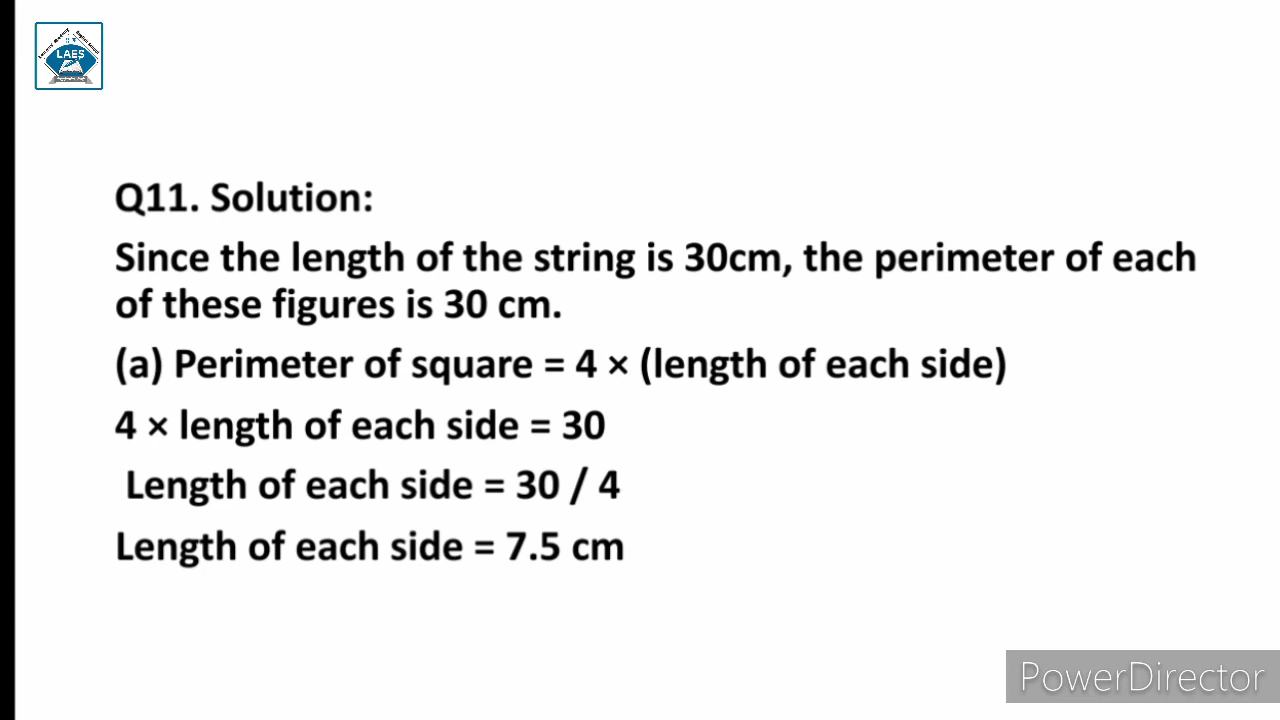 LAES
Q11. Solution:
Since the length of the string is 30cm, the perimeter of each
of these figures is 30 cm.
(a) Perimeter of square = 4 × (length of each side)
4 × length of each side = 30
Length of each side = 30 / 4
Length of each side = 7.5 cm
PowerDirector